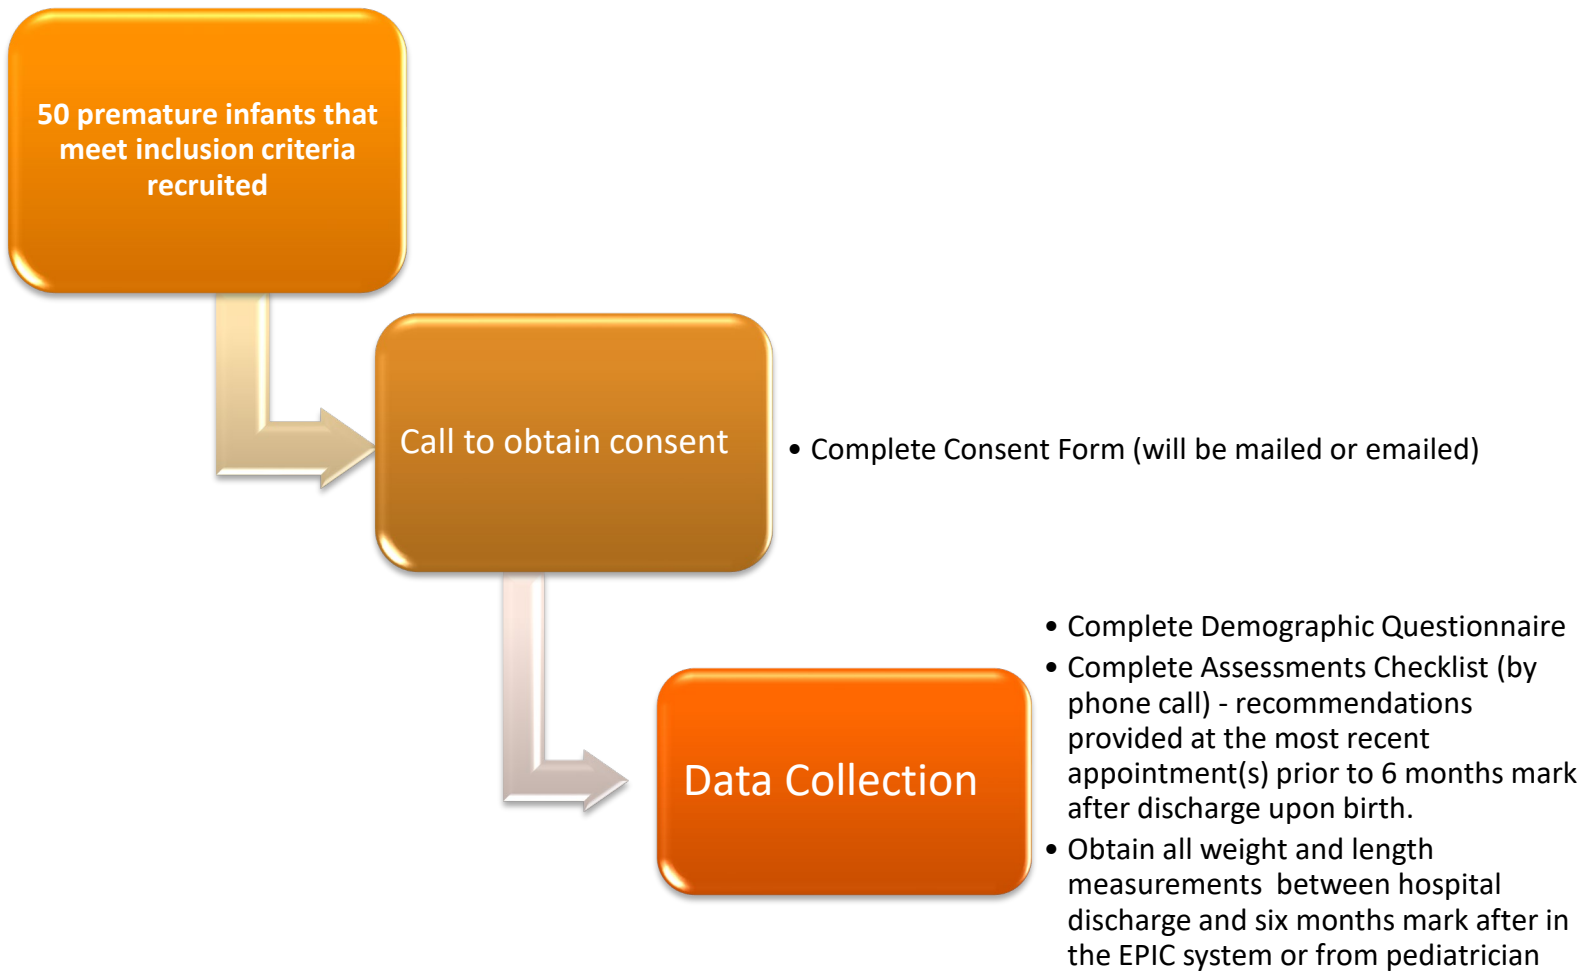 50 premature infants that
meet inclusion criteria
recruited
Call to obtain consent
• Complete Consent Form (will be mailed or emailed)
Data Collection
• Complete Demographic Questionnaire
• Complete Assessments Checklist (by
phone call) - recommendations
provided at the most recent
appointment(s) prior to 6 months mark
after discharge upon birth.
• Obtain all weight and length
measurements  between hospital
discharge and six months mark after in
the EPIC system or from pediatrician